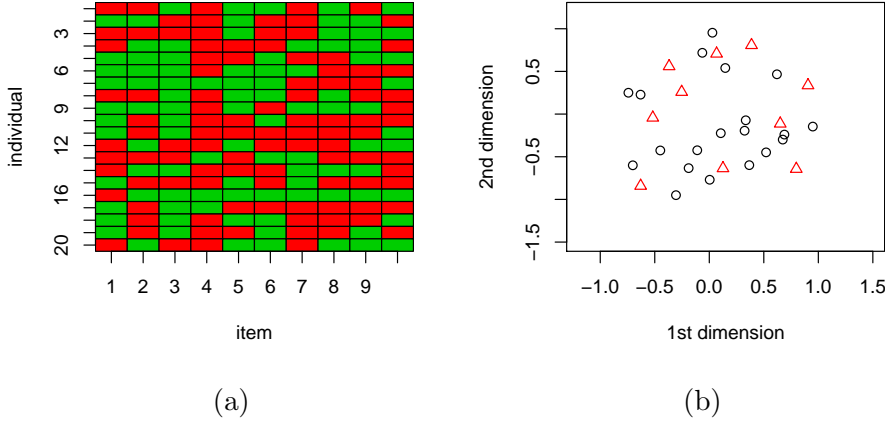 individual
3
6
9
12
16
20
1 2 3 4 5 6 7 8 9
item
(a)
2nd dimension
0.5
−0.5
−1.5
−1.0 −0.5 0.0 0.5 1.0 1.5
1st dimension
(b)